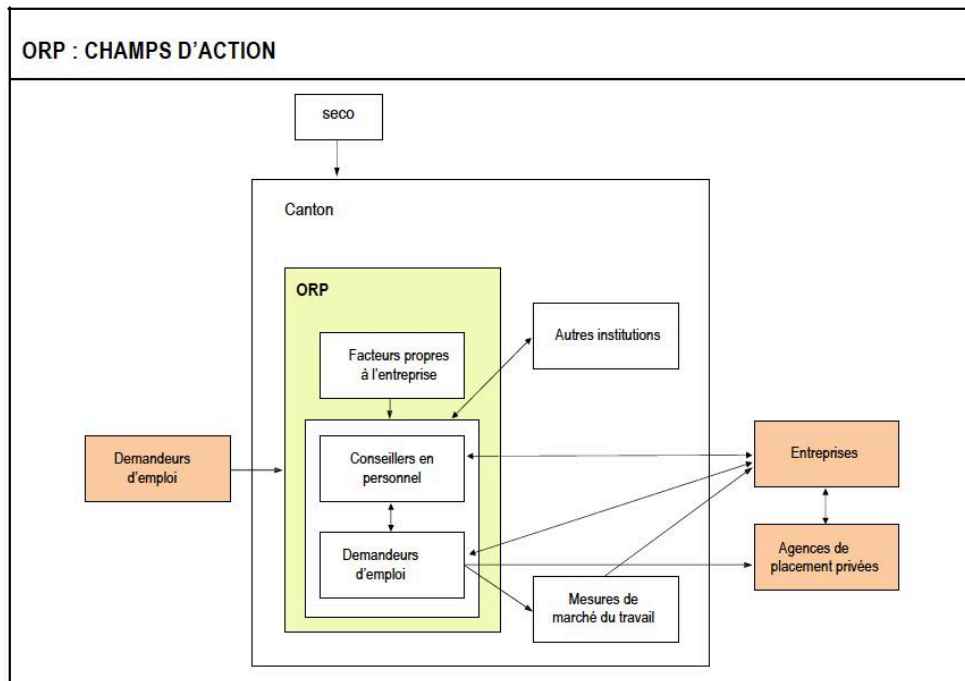 ORP : CHAMPS D'ACTION
seco
Canton
ORP
Facteurs propres
à l'entreprise
Autres institutions
Conseillers en
personnel
Demandeurs
d'emploi
Entreprises
Demandeurs
d'emploi
Agences de
placement privées
Mesures de
marché du travail